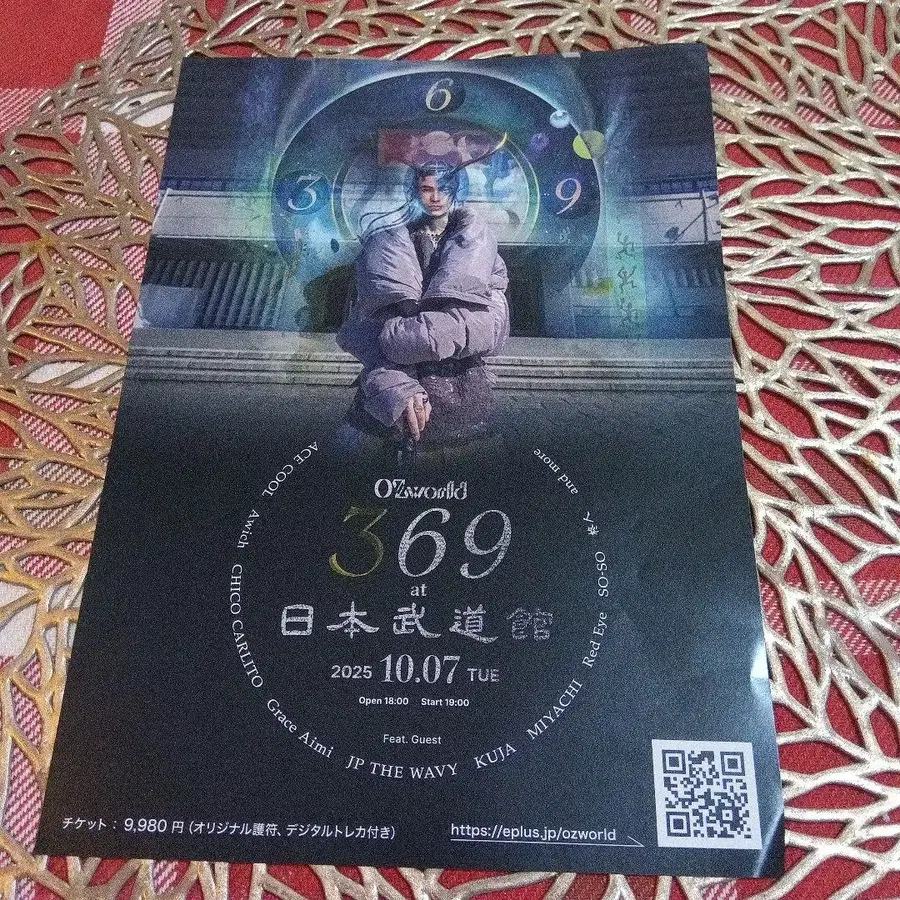 6
3
9
OZworld
369
at
日本武道館
2025 10.07 TUE
Open 18:00 Start 19:00
Feat. Guest
ACE COOL
Awich
CHICO CARLITO
Grace Aimi
JP THE WAVY
KUJA
MIYACHI
Red Eye
SO-SO
and more
チケット : 9,980 円 (オリジナル護符、デジタルトレカ付き)
https://eplus.jp/ozworld